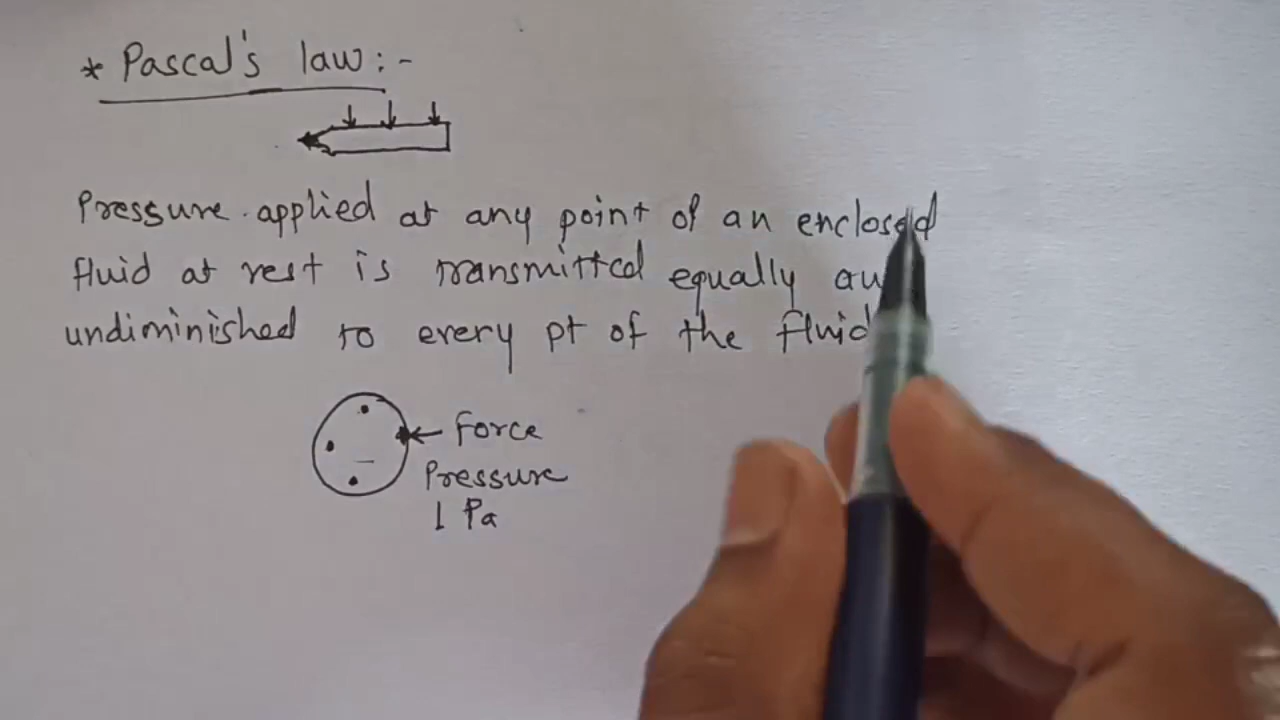 * Pascal's law:-
Pressure applied at any point of an enclosed
fluid at rest is transmitted equally
undiminished to every pt of the fluid
Force
Pressure
1 Pa